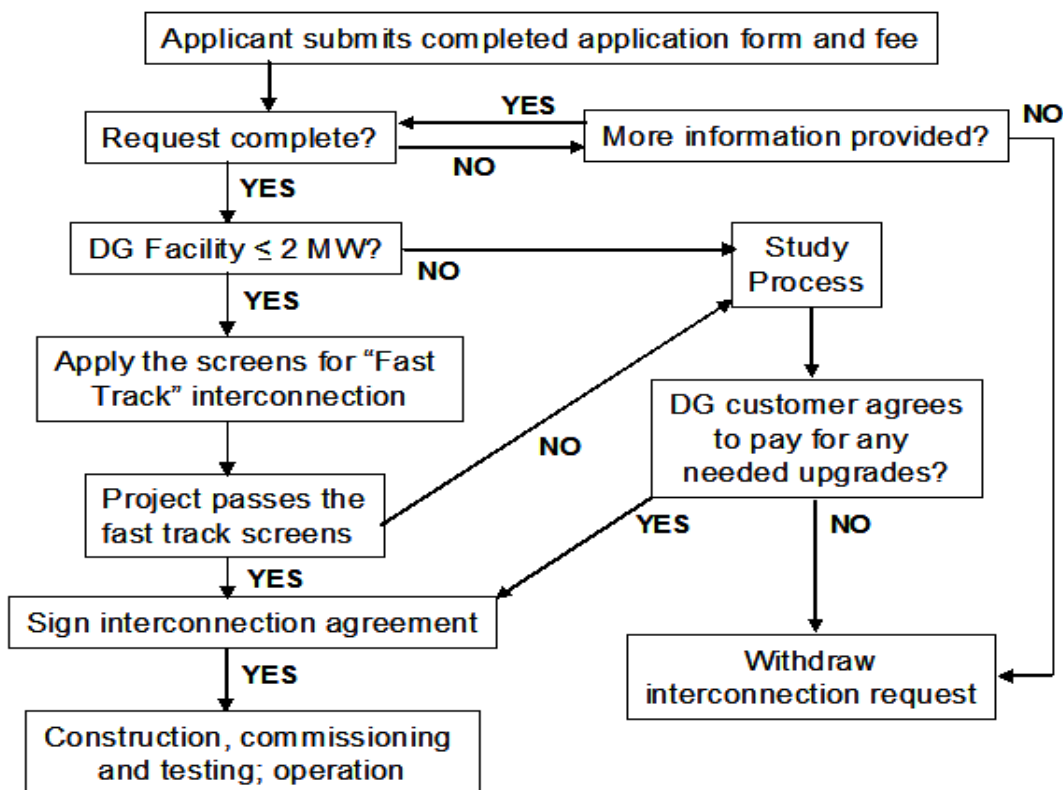 Applicant submits completed application form and fee
YES
NO
Request complete?
More information provided?
NO
YES
DG Facility ≤ 2 MW?
NO
Study
Process
YES
Apply the screens for “Fast
Track” interconnection
DG customer agrees
to pay for any
needed upgrades?
NO
Project passes the
fast track screens
YES
NO
YES
Sign interconnection agreement
YES
Withdraw
interconnection request
Construction, commissioning
and testing; operation